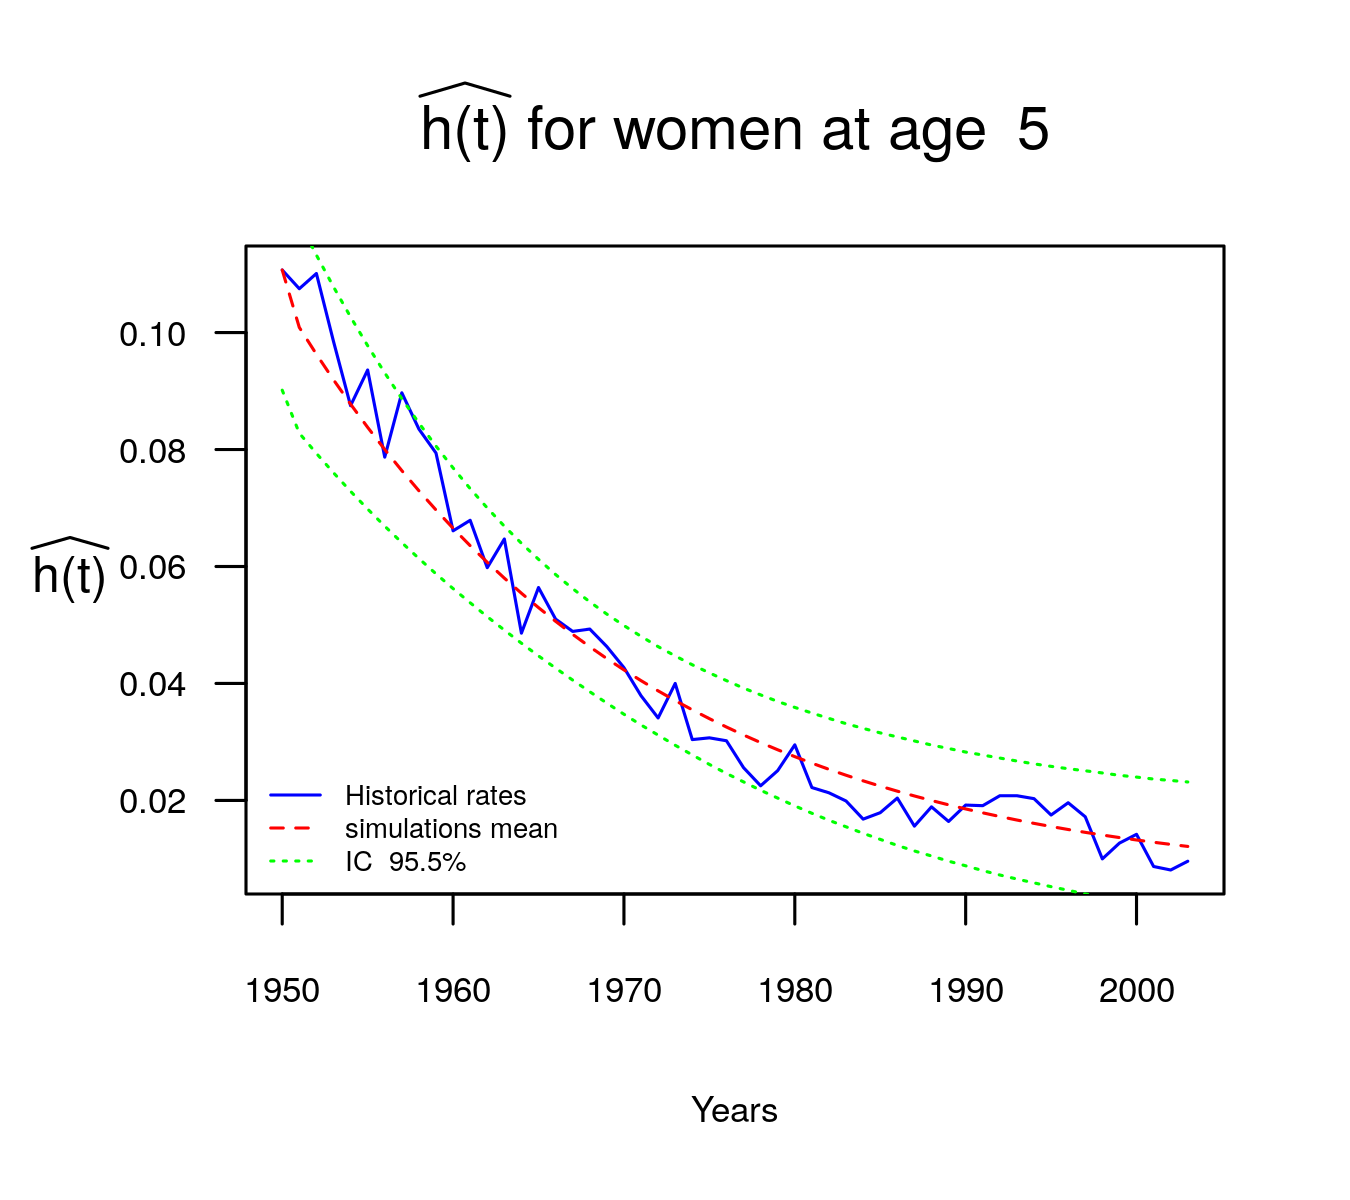 h(t) for women at age 5
h(t)
0.10
0.08
0.06
0.04
0.02
Historical rates
simulations mean
IC 95.5%
1950 1960 1970 1980 1990 2000
Years